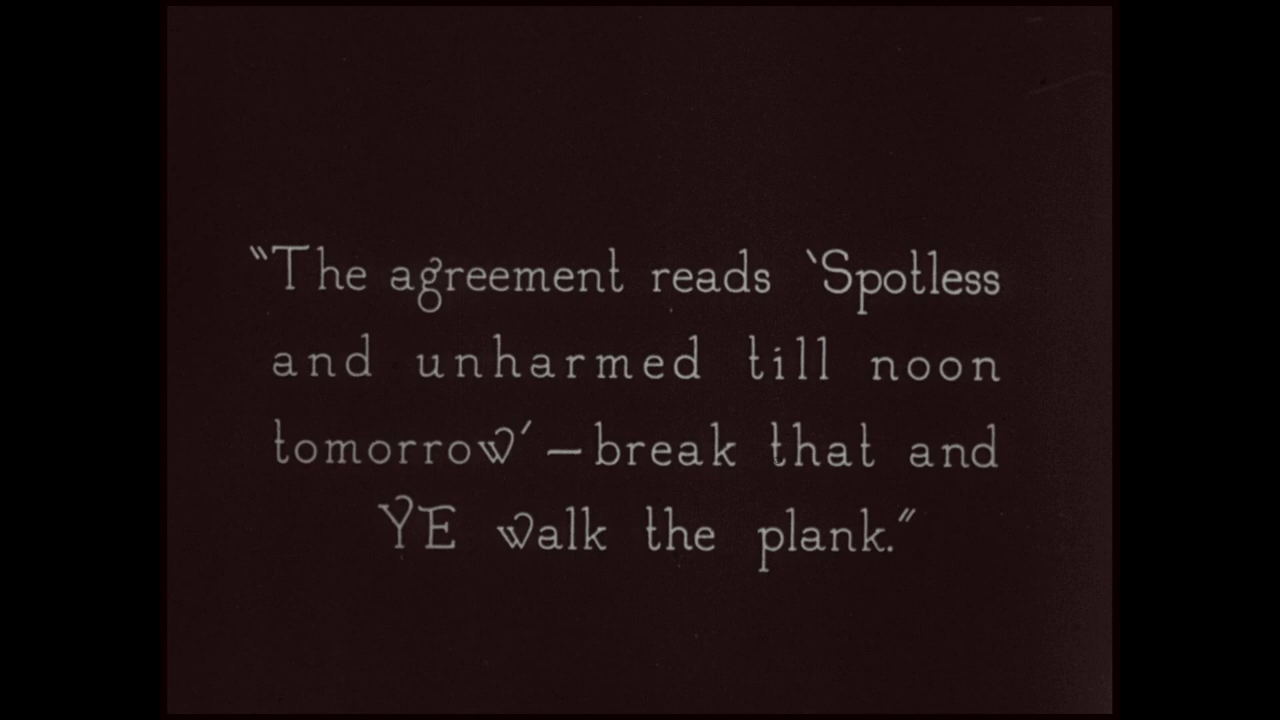 "The agreement reads 'Spotless
and unharmed till noon
tomorrow' — break that and
YE walk the plank."